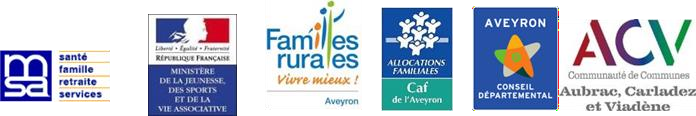 msa
santé
famille
retraite
services
Liberté • Égalité • Fraternité
RÉPUBLIQUE FRANÇAISE
MINISTÈRE
DE LA JEUNESSE,
DES SPORTS
ET DE LA
VIE ASSOCIATIVE
Familles
rurales
Vivre mieux !
Aveyron
ALLOCATIONS
FAMILIALES
Caf
de l'Aveyron
AVEYRON
CONSEIL
DÉPARTEMENTAL
ACV
Communauté de Communes
Aubrac, Carladez
et Viadène